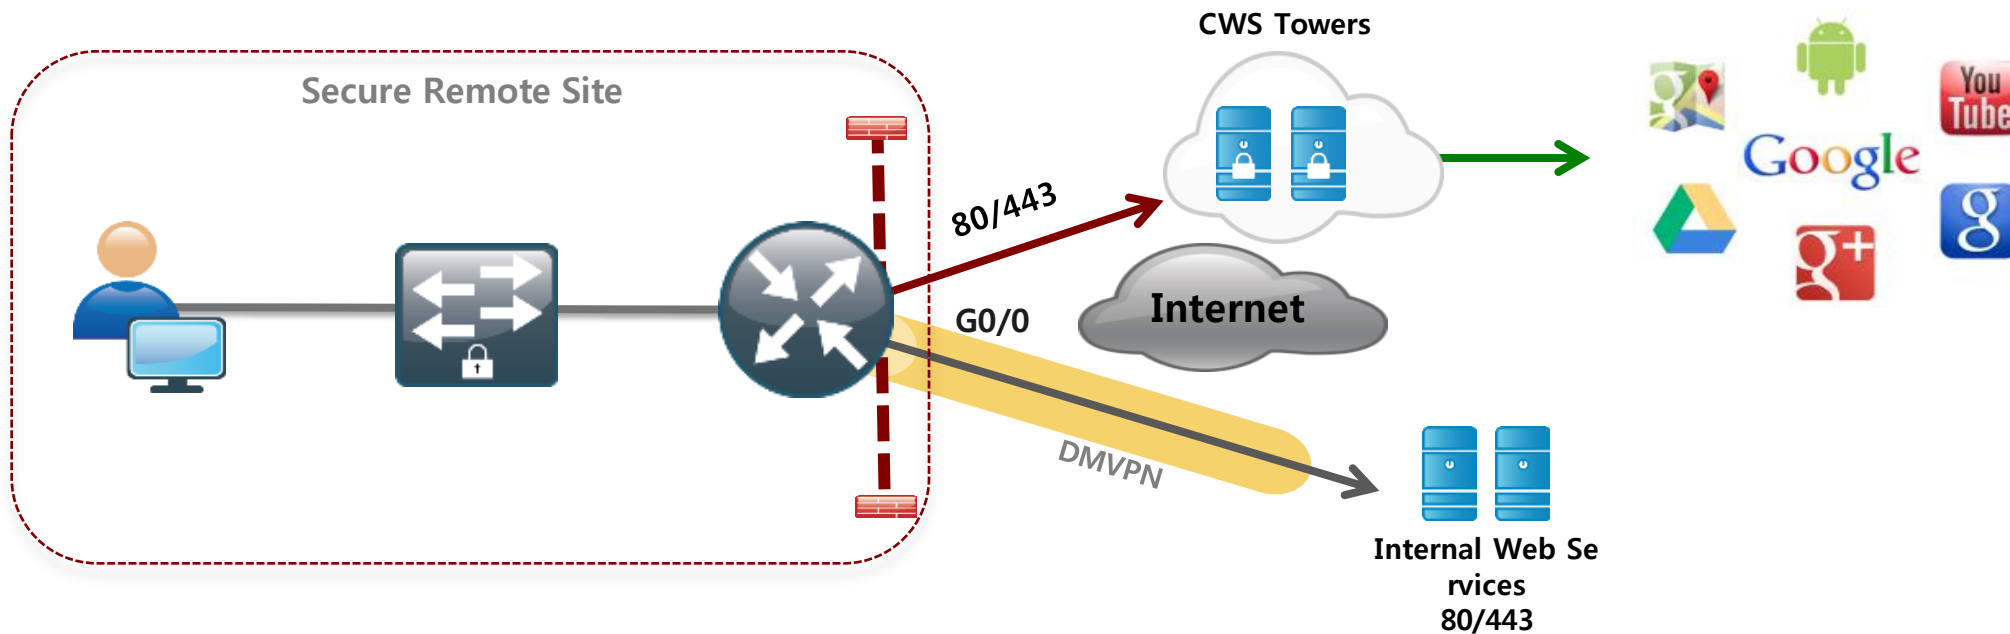 CWS Towers
Secure Remote Site
You
Tube
g
Google
80/443
g
g+
Internet
G0/0
DMVPN
Internal Web Se
rvices
80/443